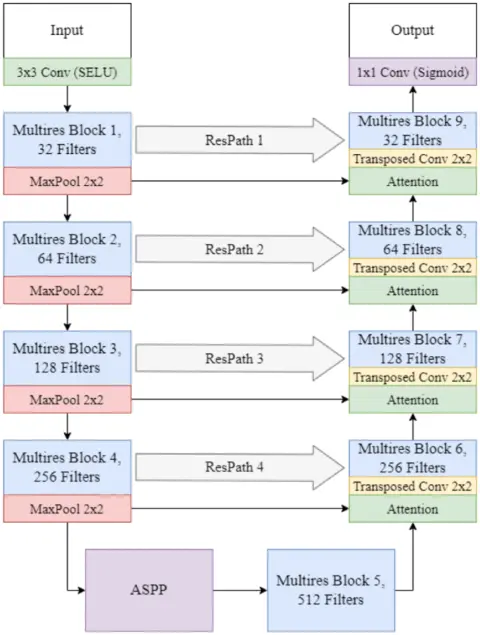 Input
Output
3x3 Conv (SELU)
1x1 Conv (Sigmoid)
Multires Block 1,
32 Filters
MaxPool 2x2
ResPath 1
Multires Block 9,
32 Filters
Transposed Conv 2x2
Attention
Multires Block 2,
64 Filters
MaxPool 2x2
ResPath 2
Multires Block 8,
64 Filters
Transposed Conv 2x2
Attention
Multires Block 3,
128 Filters
MaxPool 2x2
ResPath 3
Multires Block 7,
128 Filters
Transposed Conv 2x2
Attention
Multires Block 4,
256 Filters
MaxPool 2x2
ResPath 4
Multires Block 6,
256 Filters
Transposed Conv 2x2
Attention
ASPP
Multires Block 5,
512 Filters